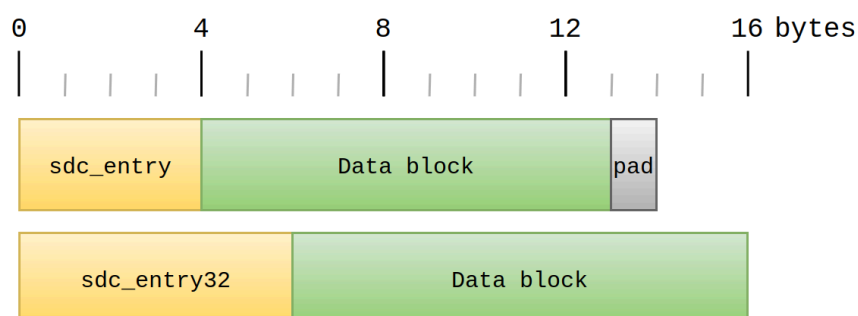 0 4 8 12 16 bytes
sdc_entry Data block pad
sdc_entry32 Data block